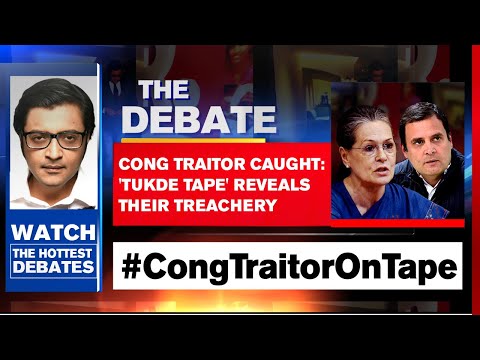 THE
DEBATE
CONG TRAITOR CAUGHT:
'TUKDE TAPE' REVEALS
THEIR TREACHERY
WATCH
THE HOTTEST
DEBATES
#CongTraitorOnTape